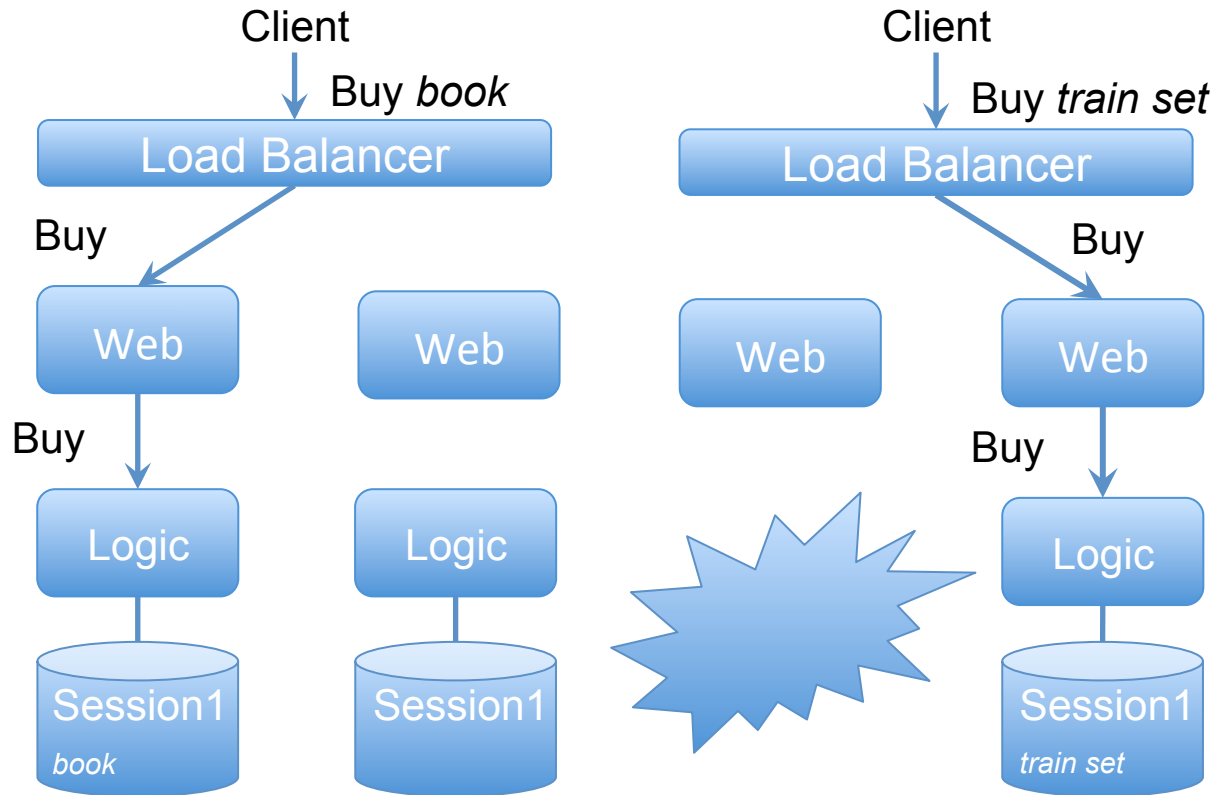 Client
Buy book
Load Balancer
Buy
Web
Web
Buy
Logic
Logic
Session1
book
Session1
Client
Buy train set
Load Balancer
Buy
Web
Web
Buy
Logic
Session1
train set